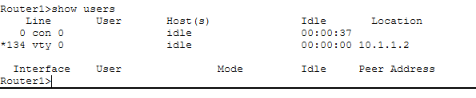 Router1>show users
Line User Host(s) Idle Location
0 con 0 idle 00:00:37
*134 vty 0 idle 00:00:00 10.1.1.2
Interface User Mode Idle Peer Address
Router1>